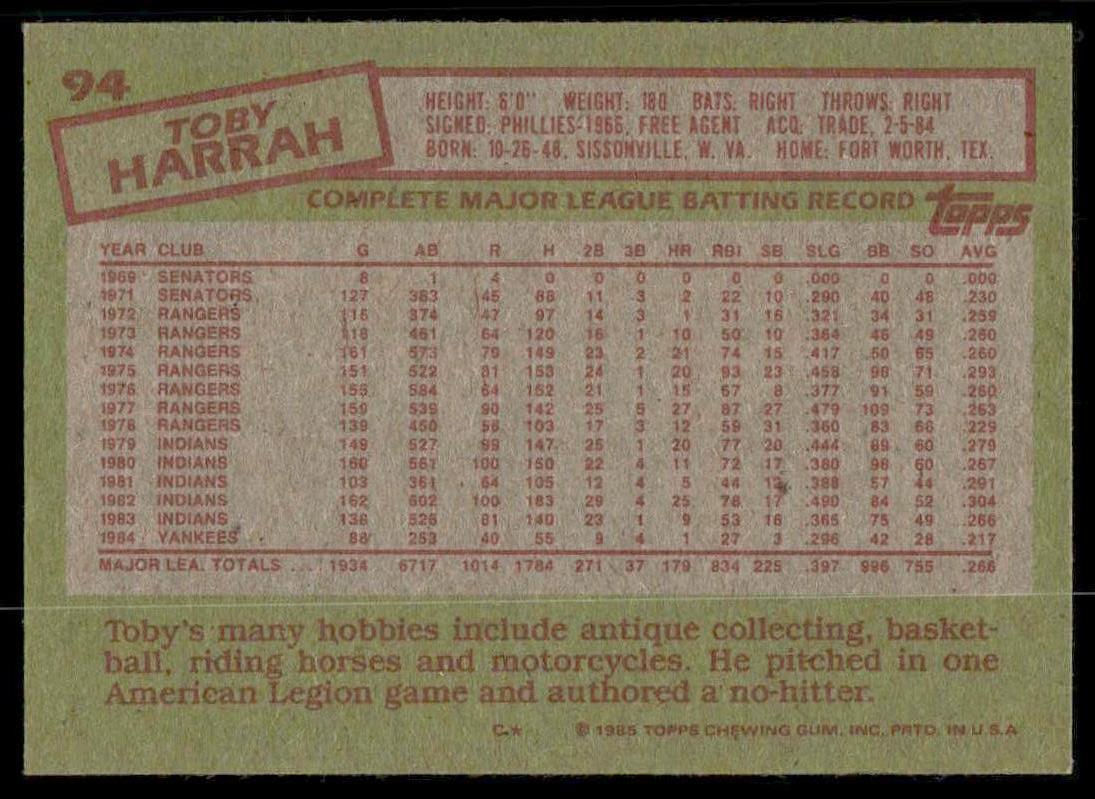 94
TOBY
HARRAH
HEIGHT: 6'0" WEIGHT: 180 BATS: RIGHT THROWS: RIGHT
SIGNED: PHILLIES-1966, FREE AGENT ACQ: TRADE, 2-5-84
BORN: 10-26-48, SISSONVILLE, W. VA. HOME: FORT WORTH, TEX.
COMPLETE MAJOR LEAGUE BATTING RECORD topps
YEAR CLUB G AB R H 2B 3B HR RBI SB SLG BB SO AVG
1969 SENATORS 8 1 4 0 0 0 0 0 0 .000 0 0 .000
1971 SENATORS 127 383 45 88 11 3 2 22 10 .290 40 48 .230
1972 RANGERS 116 374 47 97 14 3 1 31 16 .321 34 31 .259
1973 RANGERS 118 461 64 120 16 1 10 50 10 .364 46 49 .260
1974 RANGERS 161 573 79 149 23 2 21 74 15 .417 50 65 .260
1975 RANGERS 151 522 81 153 24 1 20 93 23 .458 98 71 .293
1976 RANGERS 155 584 64 152 21 1 15 67 8 .377 91 59 .260
1977 RANGERS 159 539 90 142 25 5 27 87 27 .479 109 73 .263
1978 RANGERS 139 450 56 103 17 3 12 59 31 .360 83 66 .229
1979 INDIANS 149 527 99 147 25 1 20 77 20 .444 89 60 .279
1980 INDIANS 160 561 100 150 22 4 11 72 17 .380 98 60 .267
1981 INDIANS 103 361 64 105 12 4 5 44 12 .388 57 44 .291
1982 INDIANS 162 602 100 183 29 4 25 78 17 .490 84 52 .304
1983 INDIANS 138 526 81 140 23 1 9 53 16 .365 75 49 .266
1984 YANKEES 88 253 40 55 9 4 1 27 3 .296 42 28 .217
MAJOR LEA. TOTALS ... 1934 6717 1014 1784 271 37 179 834 225 .397 996 755 .266
Toby's many hobbies include antique collecting, basket-
ball, riding horses and motorcycles. He pitched in one
American Legion game and authored a no-hitter.
C★ © 1985 TOPPS CHEWING GUM, INC. PRTD. IN U.S.A